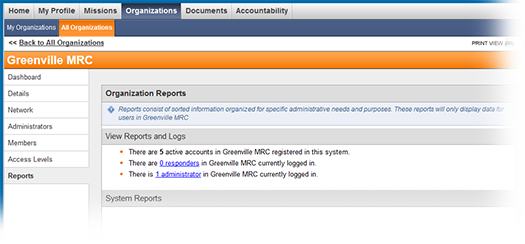 Home My Profile Missions Organizations Documents Accountability
My Organizations All Organizations
<< Back to All Organizations PRINT VIEW
Greenville MRC
Dashboard
Details
Network
Administrators
Members
Access Levels
Reports
Organization Reports
Reports consist of sorted information organized for specific administrative needs and purposes. These reports will only display data for
users in Greenville MRC
View Reports and Logs
There are 5 active accounts in Greenville MRC registered in this system.
There are 0 responders in Greenville MRC currently logged in.
There is 1 administrator in Greenville MRC currently logged in.
System Reports